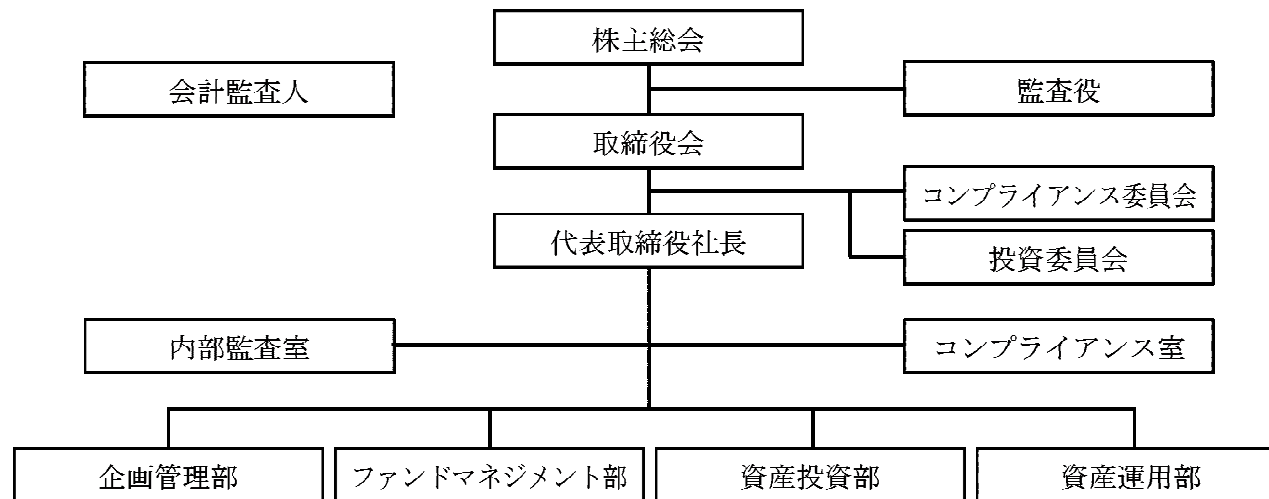 株主総会
会計監査人
監査役
取締役会
コンプライアンス委員会
代表取締役社長
投資委員会
内部監査室
コンプライアンス室
企画管理部
ファンドマネジメント部
資産投資部
資産運用部